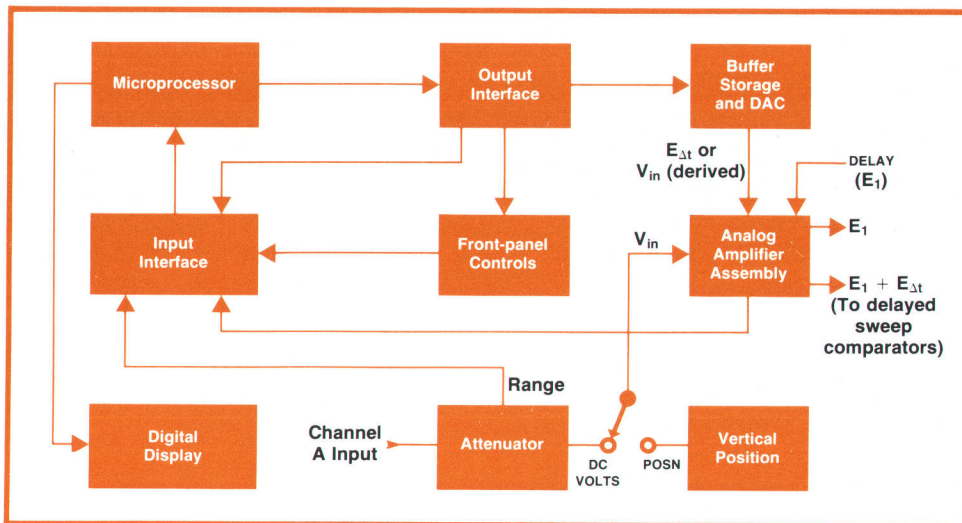 Microprocessor
Output
Interface
Buffer
Storage
and DAC
EΔt or
Vin (derived)
DELAY
(E1)
Input
Interface
Front-panel
Controls
Vin
Analog
Amplifier
Assembly
E1
E1 + EΔt
(To delayed
sweep
comparators)
Range
Digital
Display
Channel
A Input
Attenuator
DC
VOLTS
POSN
Vertical
Position